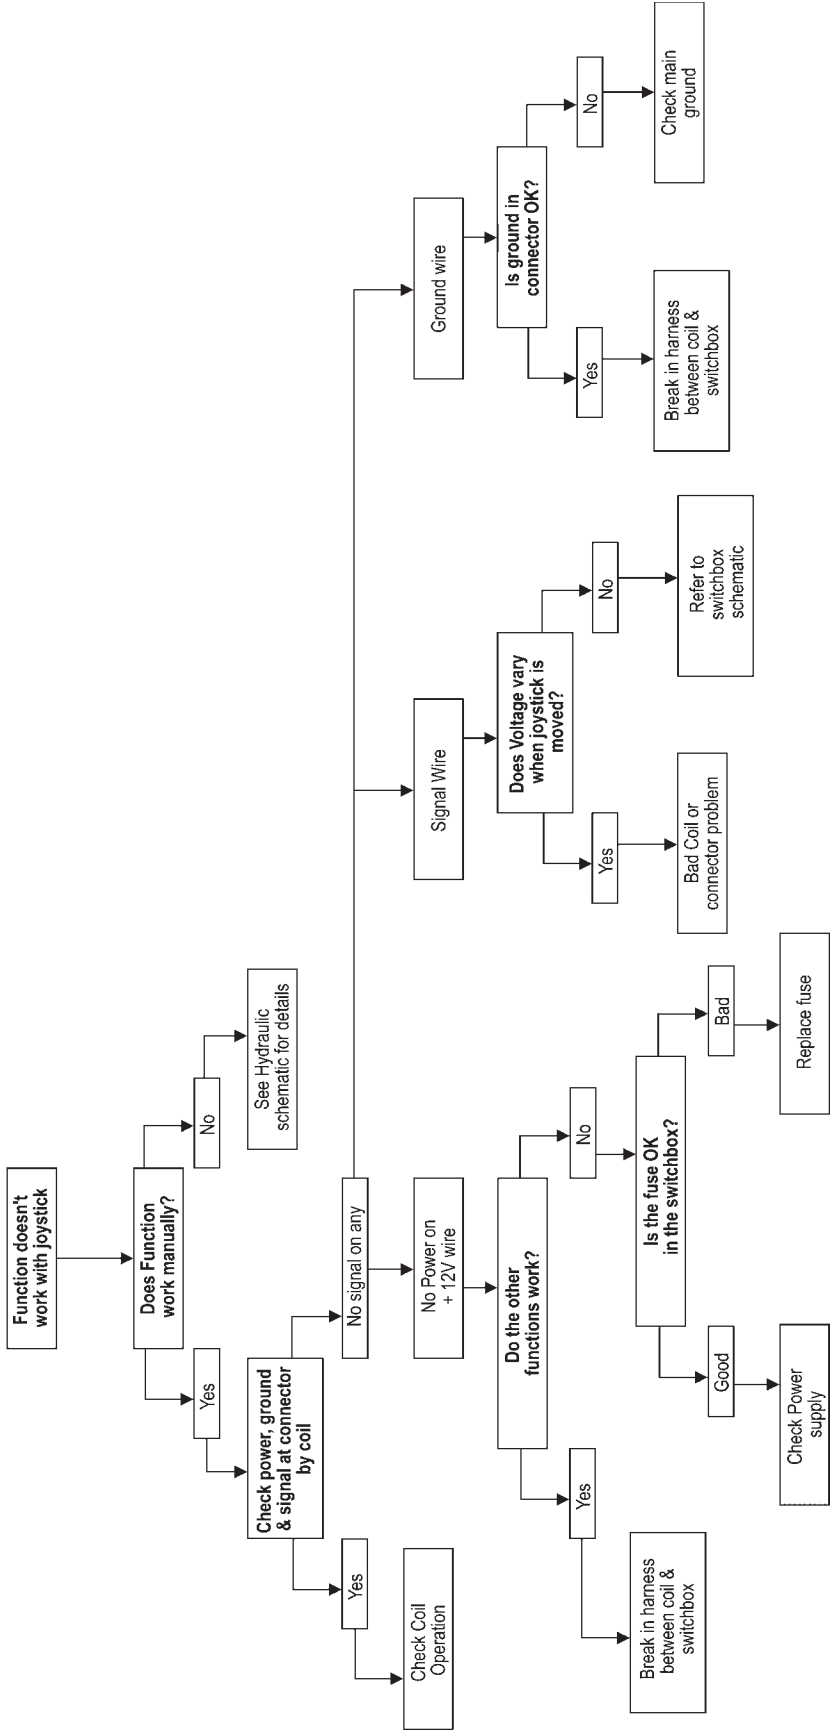 Function doesn't
work with joystick
Does Function
work manually?
Yes
No
See Hydraulic
schematic for details
Check power, ground
& signal at connector
by coil
Yes
No signal on any
Check Coil
Operation
No Power on
+ 12V wire
Signal Wire
Ground wire
Do the other
functions work?
Does Voltage vary
when joystick is
moved?
Is ground in
connector OK?
Yes
No
Yes
No
Yes
No
Break in harness
between coil &
switchbox
Is the fuse OK
in the switchbox?
Bad Coil or
connector problem
Refer to
switchbox
schematic
Break in harness
between coil &
switchbox
Check main
ground
Good
Bad
Check Power
supply
Replace fuse